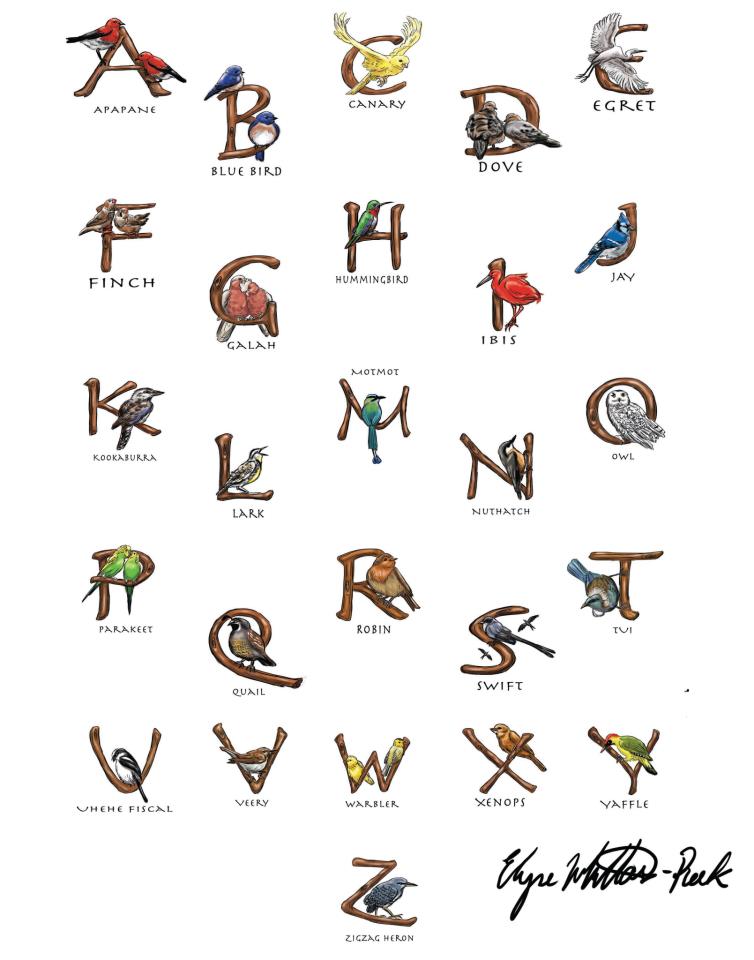 A
APAPANE
B
BLUE BIRD
C
CANARY
D
DOVE
E
EGRET
F
FINCH
G
GALAH
H
HUMMINGBIRD
I
IBIS
J
JAY
K
KOOKABURRA
L
LARK
MOTMOT
M
N
NUTHATCH
O
OWL
P
PARAKEET
Q
QUAIL
R
ROBIN
S
SWIFT
T
TUI
U
UHEHE FISCAL
V
VEERY
W
WARBLER
X
XENOPS
Y
YAFFLE
Z
ZIGZAG HERON